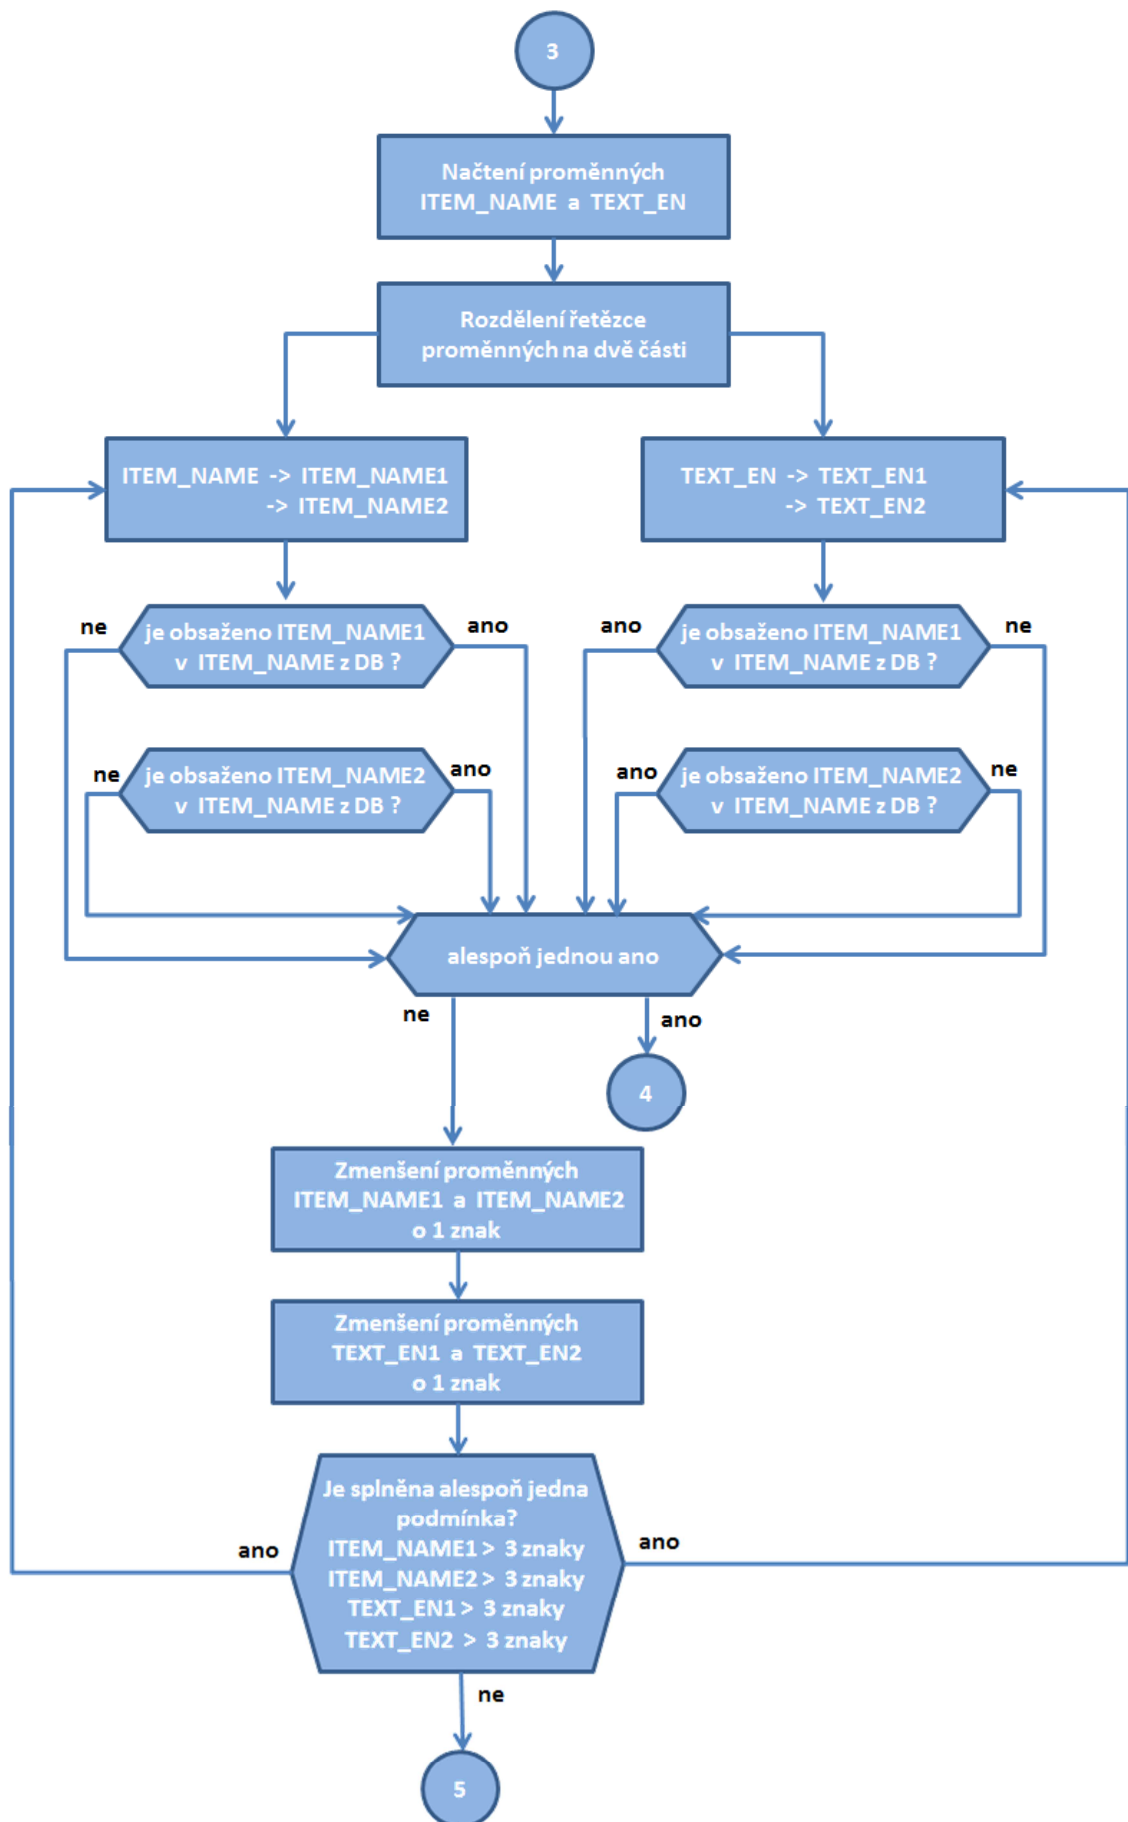 3
Načtení proměnných
ITEM_NAME a TEXT_EN
Rozdělení řetězce
proměnných na dvě části
ITEM_NAME -> ITEM_NAME1
-> ITEM_NAME2
TEXT_EN -> TEXT_EN1
-> TEXT_EN2
ne
je obsaženo ITEM_NAME1
v ITEM_NAME z DB ?
ano
ano
je obsaženo ITEM_NAME1
v ITEM_NAME z DB ?
ne
ne
je obsaženo ITEM_NAME2
v ITEM_NAME z DB ?
ano
ano
je obsaženo ITEM_NAME2
v ITEM_NAME z DB ?
ne
alespoň jednou ano
ne
ano
4
Zmenšení proměnných
ITEM_NAME1 a ITEM_NAME2
o 1 znak
Zmenšení proměnných
TEXT_EN1 a TEXT_EN2
o 1 znak
Je splněna alespoň jedna
podmínka?
ITEM_NAME1 > 3 znaky
ITEM_NAME2 > 3 znaky
TEXT_EN1 > 3 znaky
TEXT_EN2 > 3 znaky
ano
ano
ne
5